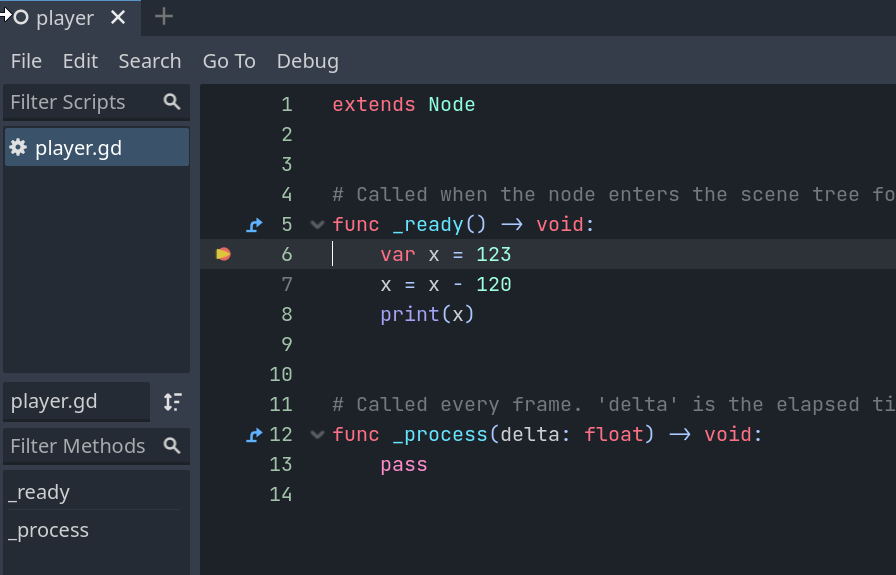 player
File Edit Search Go To Debug
Filter Scripts
player.gd
player.gd
Filter Methods
_ready
_process
1 extends Node
2
3
4 # Called when the node enters the scene tree fo
5 func _ready() -> void:
6 var x = 123
7 x = x - 120
8 print(x)
9
10
11 # Called every frame. 'delta' is the elapsed ti
12 func _process(delta: float) -> void:
13 pass
14